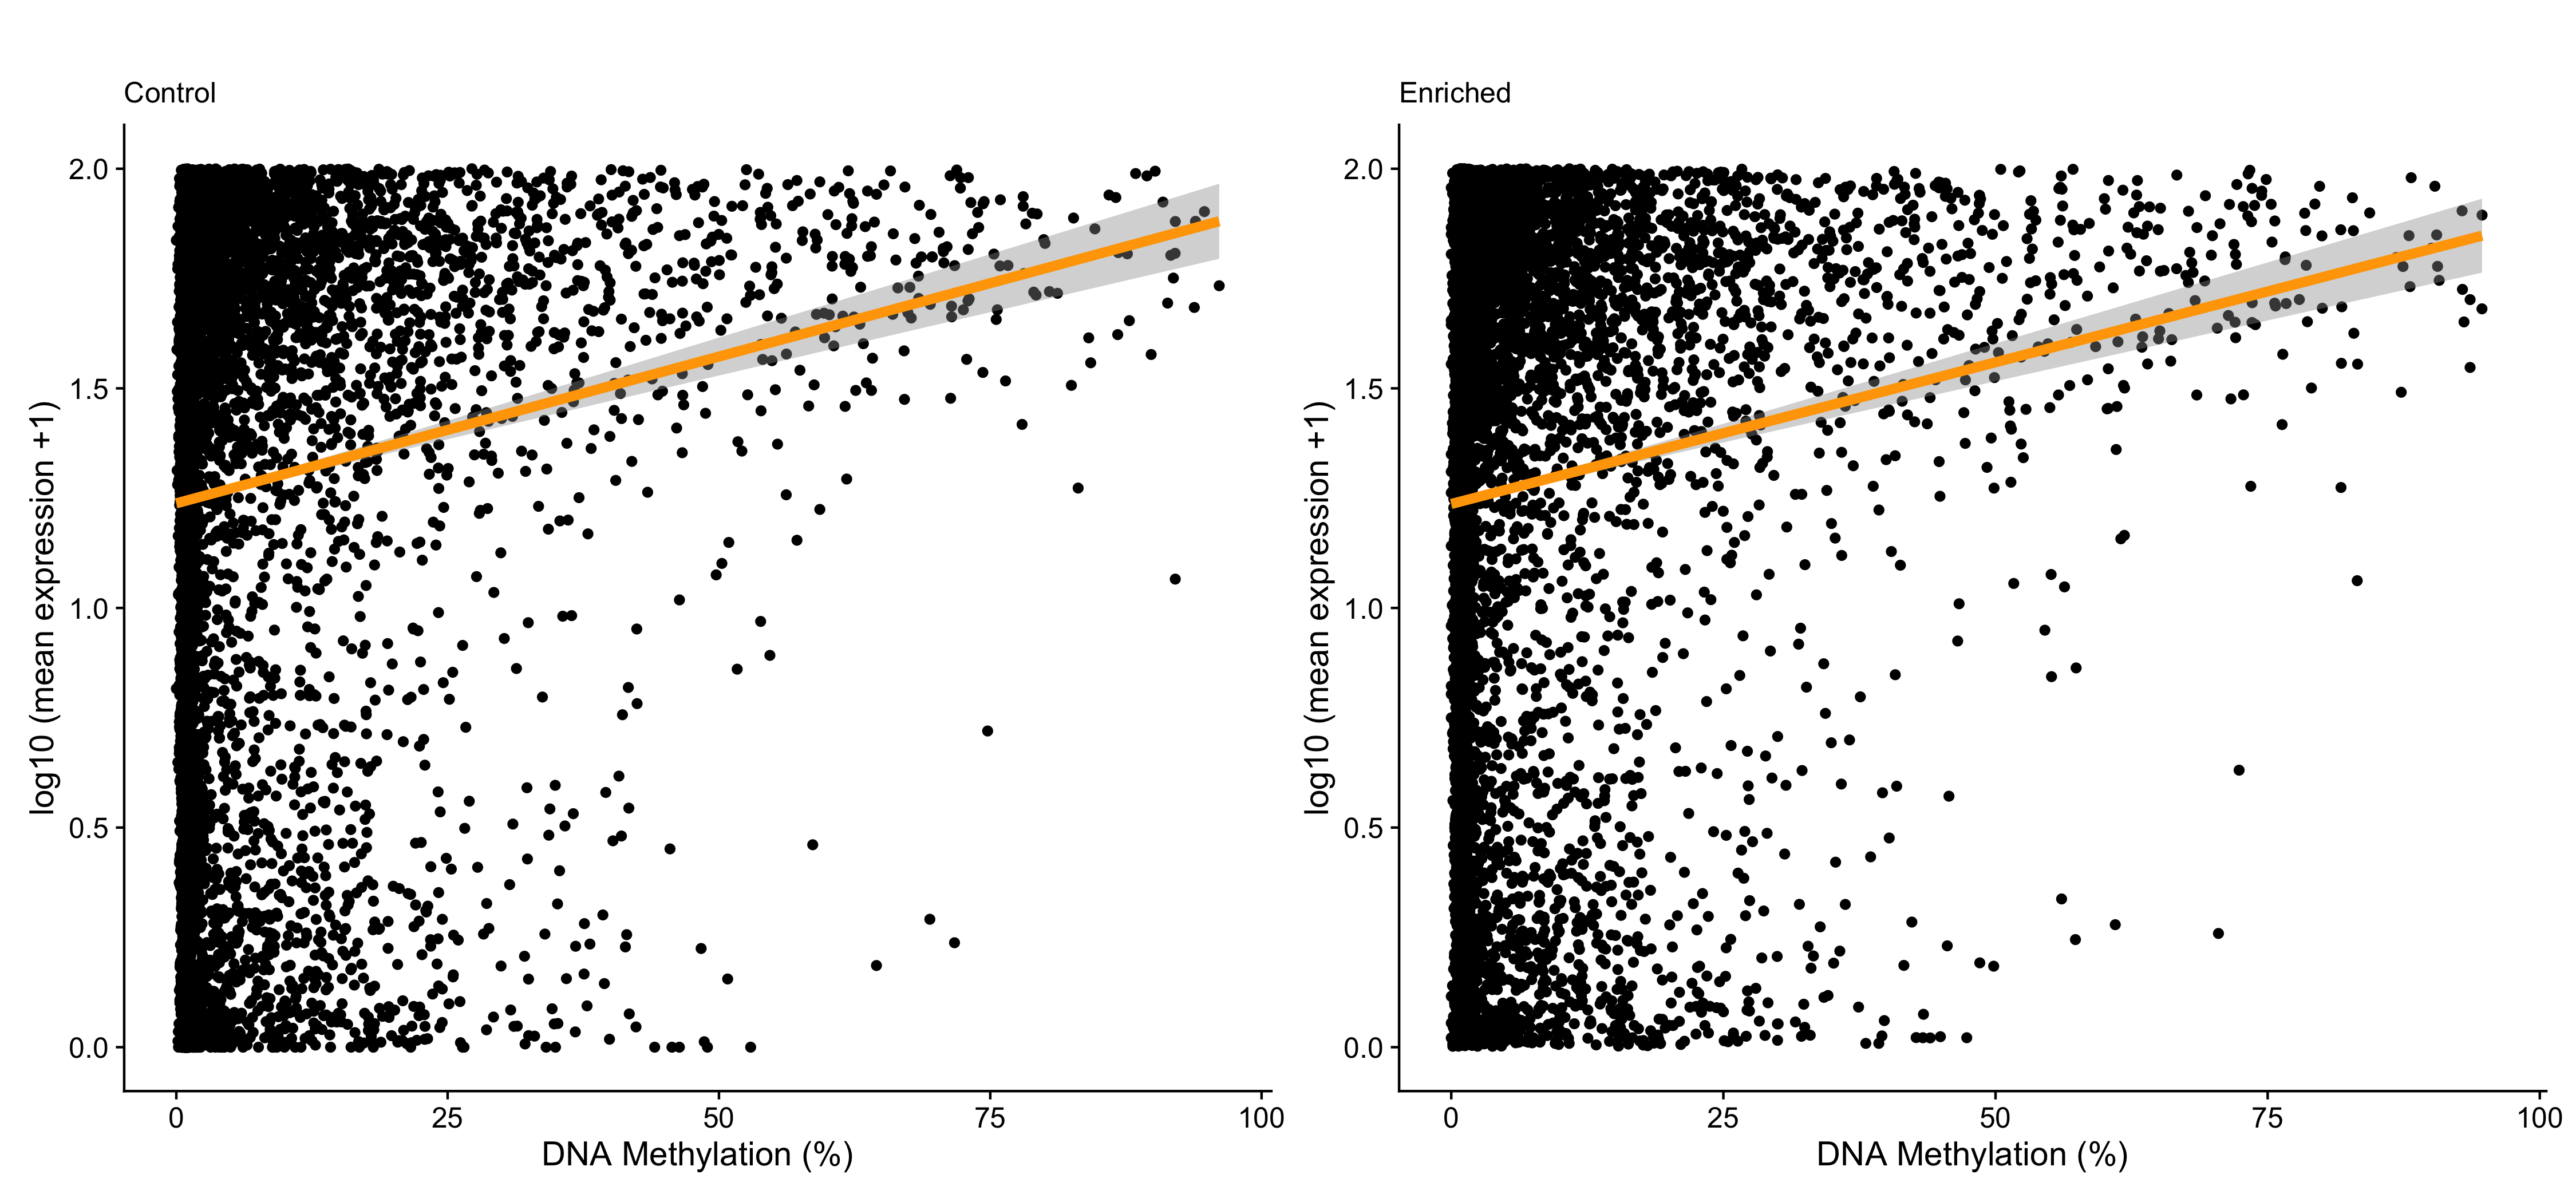 Control
2.0
1.5
1.0
0.5
0.0
log10 (mean expression +1)
0 25 50 75 100
DNA Methylation (%)
Enriched
2.0
1.5
1.0
0.5
0.0
log10 (mean expression +1)
0 25 50 75 100
DNA Methylation (%)